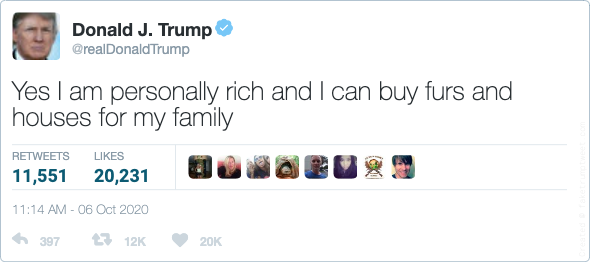 Donald J. Trump
@realDonaldTrump
Yes I am personally rich and I can buy furs and
houses for my family
RETWEETS LIKES
11,551 20,231
11:14 AM - 06 Oct 2020
397 12K 20K